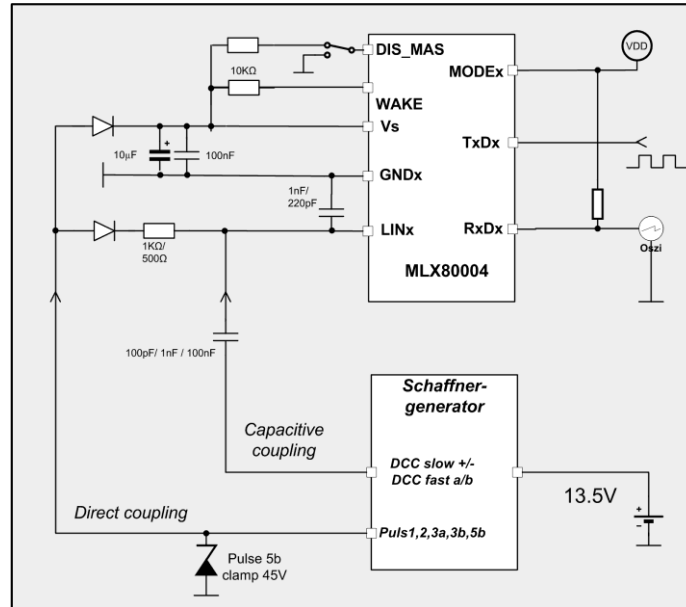 DIS_MAS
VDD
MODEx
10KΩ
WAKE
Vs
TxDx
10µF
100nF
GNDx
1nF/
220pF
LINx
RxDx
1KΩ/
500Ω
Oszi
MLX80004
100pF/ 1nF / 100nF
Schaffner-
generator
Capacitive
coupling
DCC slow +/-
DCC fast a/b
13.5V
+
−
Direct coupling
Puls1,2,3a,3b,5b
Pulse 5b
clamp 45V